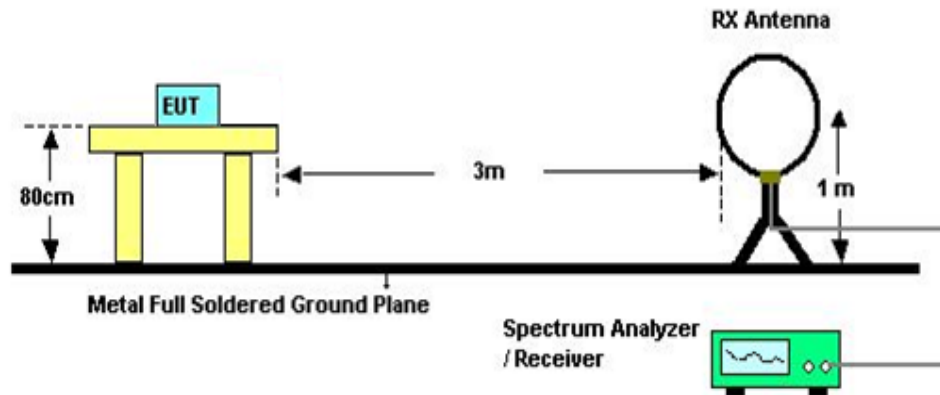 RX Antenna
EUT
3m
80cm
1 m
Metal Full Soldered Ground Plane
Spectrum Analyzer
/ Receiver